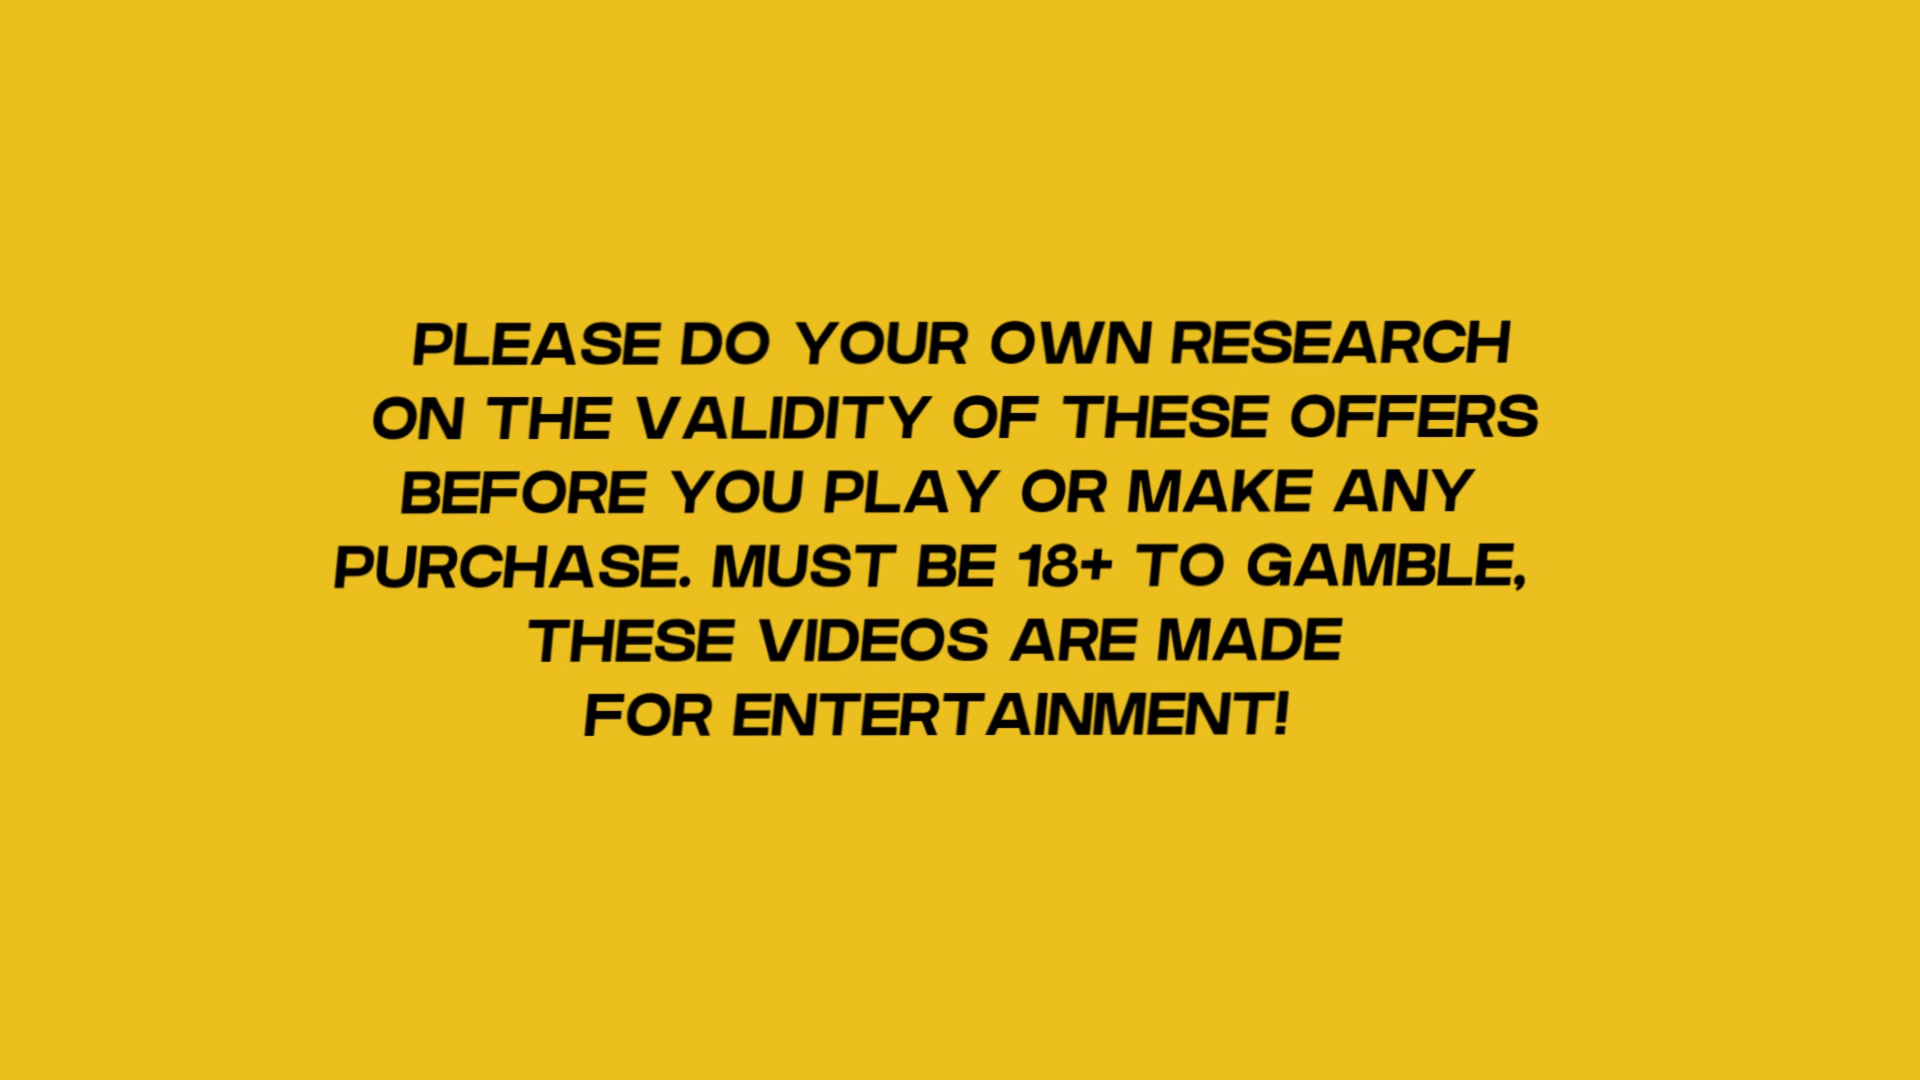 PLEASE DO YOUR OWN RESEARCH
ON THE VALIDITY OF THESE OFFERS
BEFORE YOU PLAY OR MAKE ANY
PURCHASE. MUST BE 18+ TO GAMBLE,
THESE VIDEOS ARE MADE
FOR ENTERTAINMENT!